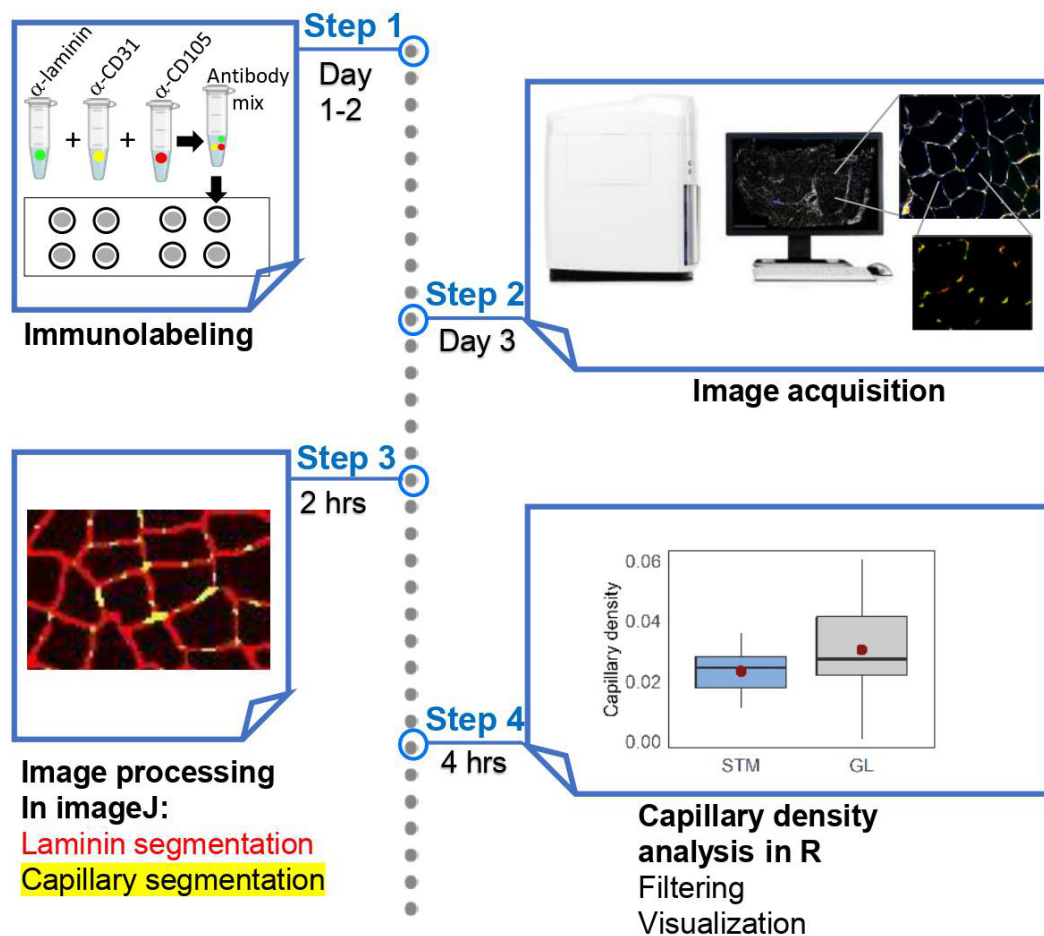 Step 1
Day
1-2
α-laminin
α-CD31
α-CD105
Antibody
mix
+ +
Immunolabeling
Step 2
Day 3
Image acquisition
Step 3
2 hrs
Image processing
In imageJ:
Laminin segmentation
Capillary segmentation
Step 4
4 hrs
Capillary density
0.06
0.04
0.02
0.00
STM GL
Capillary density
analysis in R
Filtering
Visualization